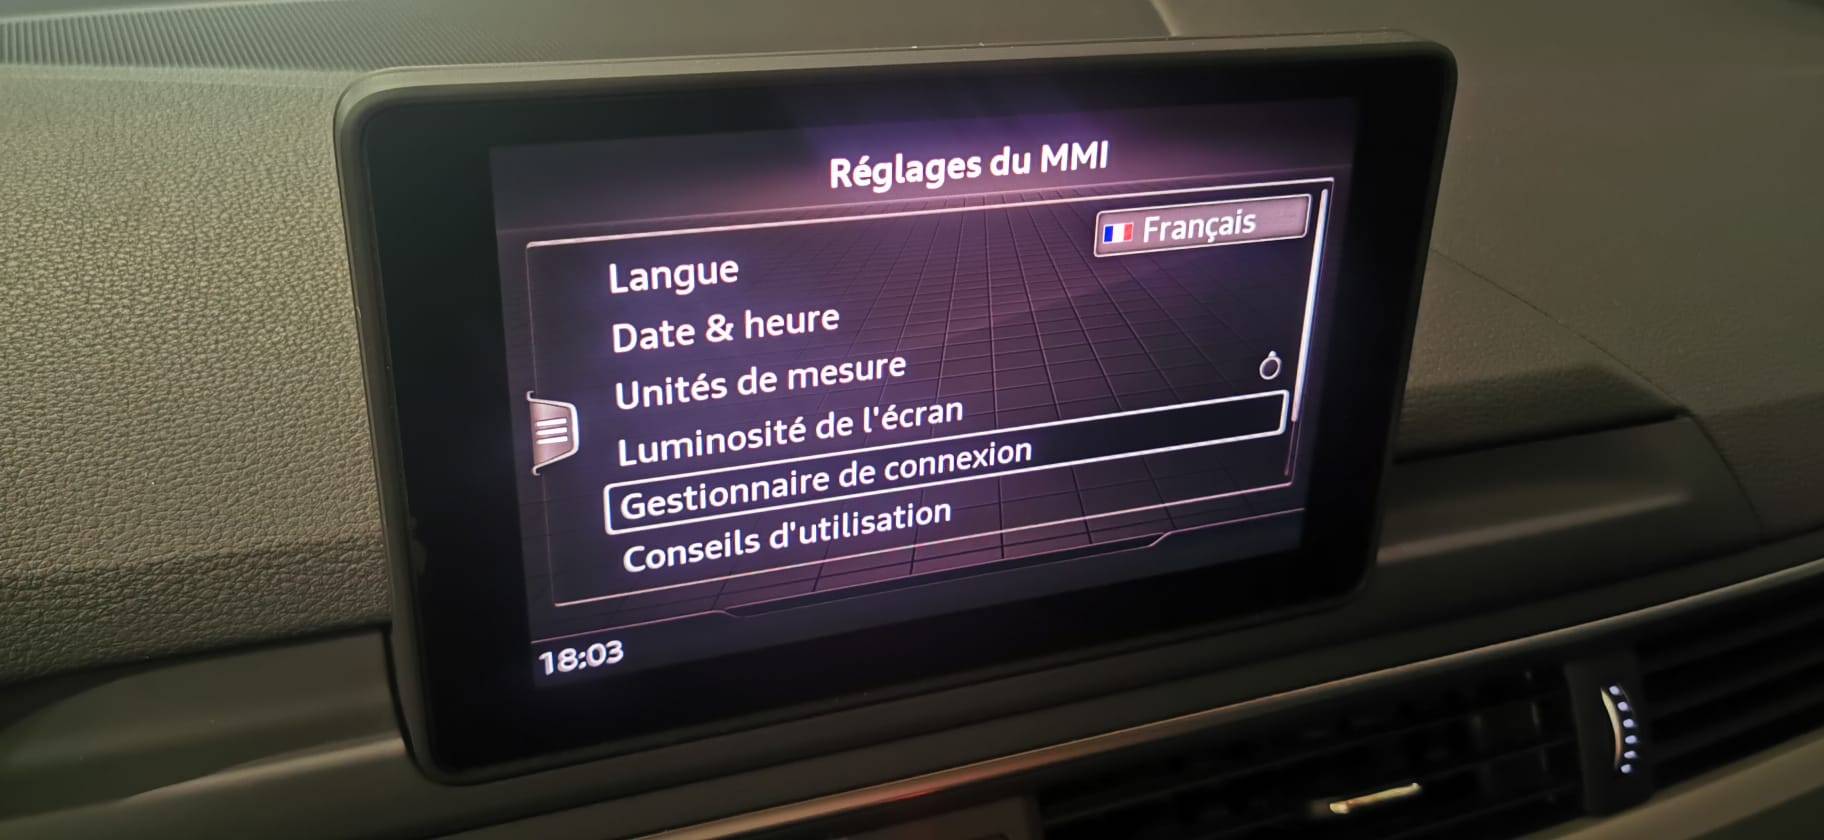 Réglages du MMI
Langue
Français
Date & heure
Unités de mesure
Luminosité de l'écran
Gestionnaire de connexion
Conseils d'utilisation
18:03